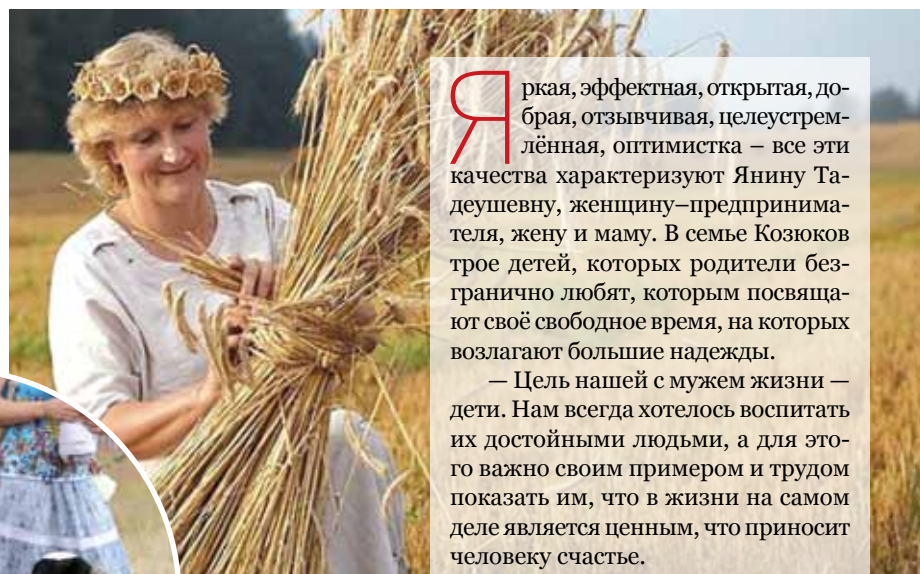 Яркая, эффектная, открытая, до-
брая, отзывчивая, целеустрем-
лённая, оптимистка – все эти
качества характеризуют Янину Та-
деушевну, женщину–предпринима-
теля, жену и маму. В семье Козюков
трое детей, которых родители без-
гранично любят, которым посвяща-
ют своё свободное время, на которых
возлагают большие надежды.
— Цель нашей с мужем жизни —
дети. Нам всегда хотелось воспитать
их достойными людьми, а для это-
го важно своим примером и трудом
показать им, что в жизни на самом
деле является ценным, что приносит
человеку счастье.